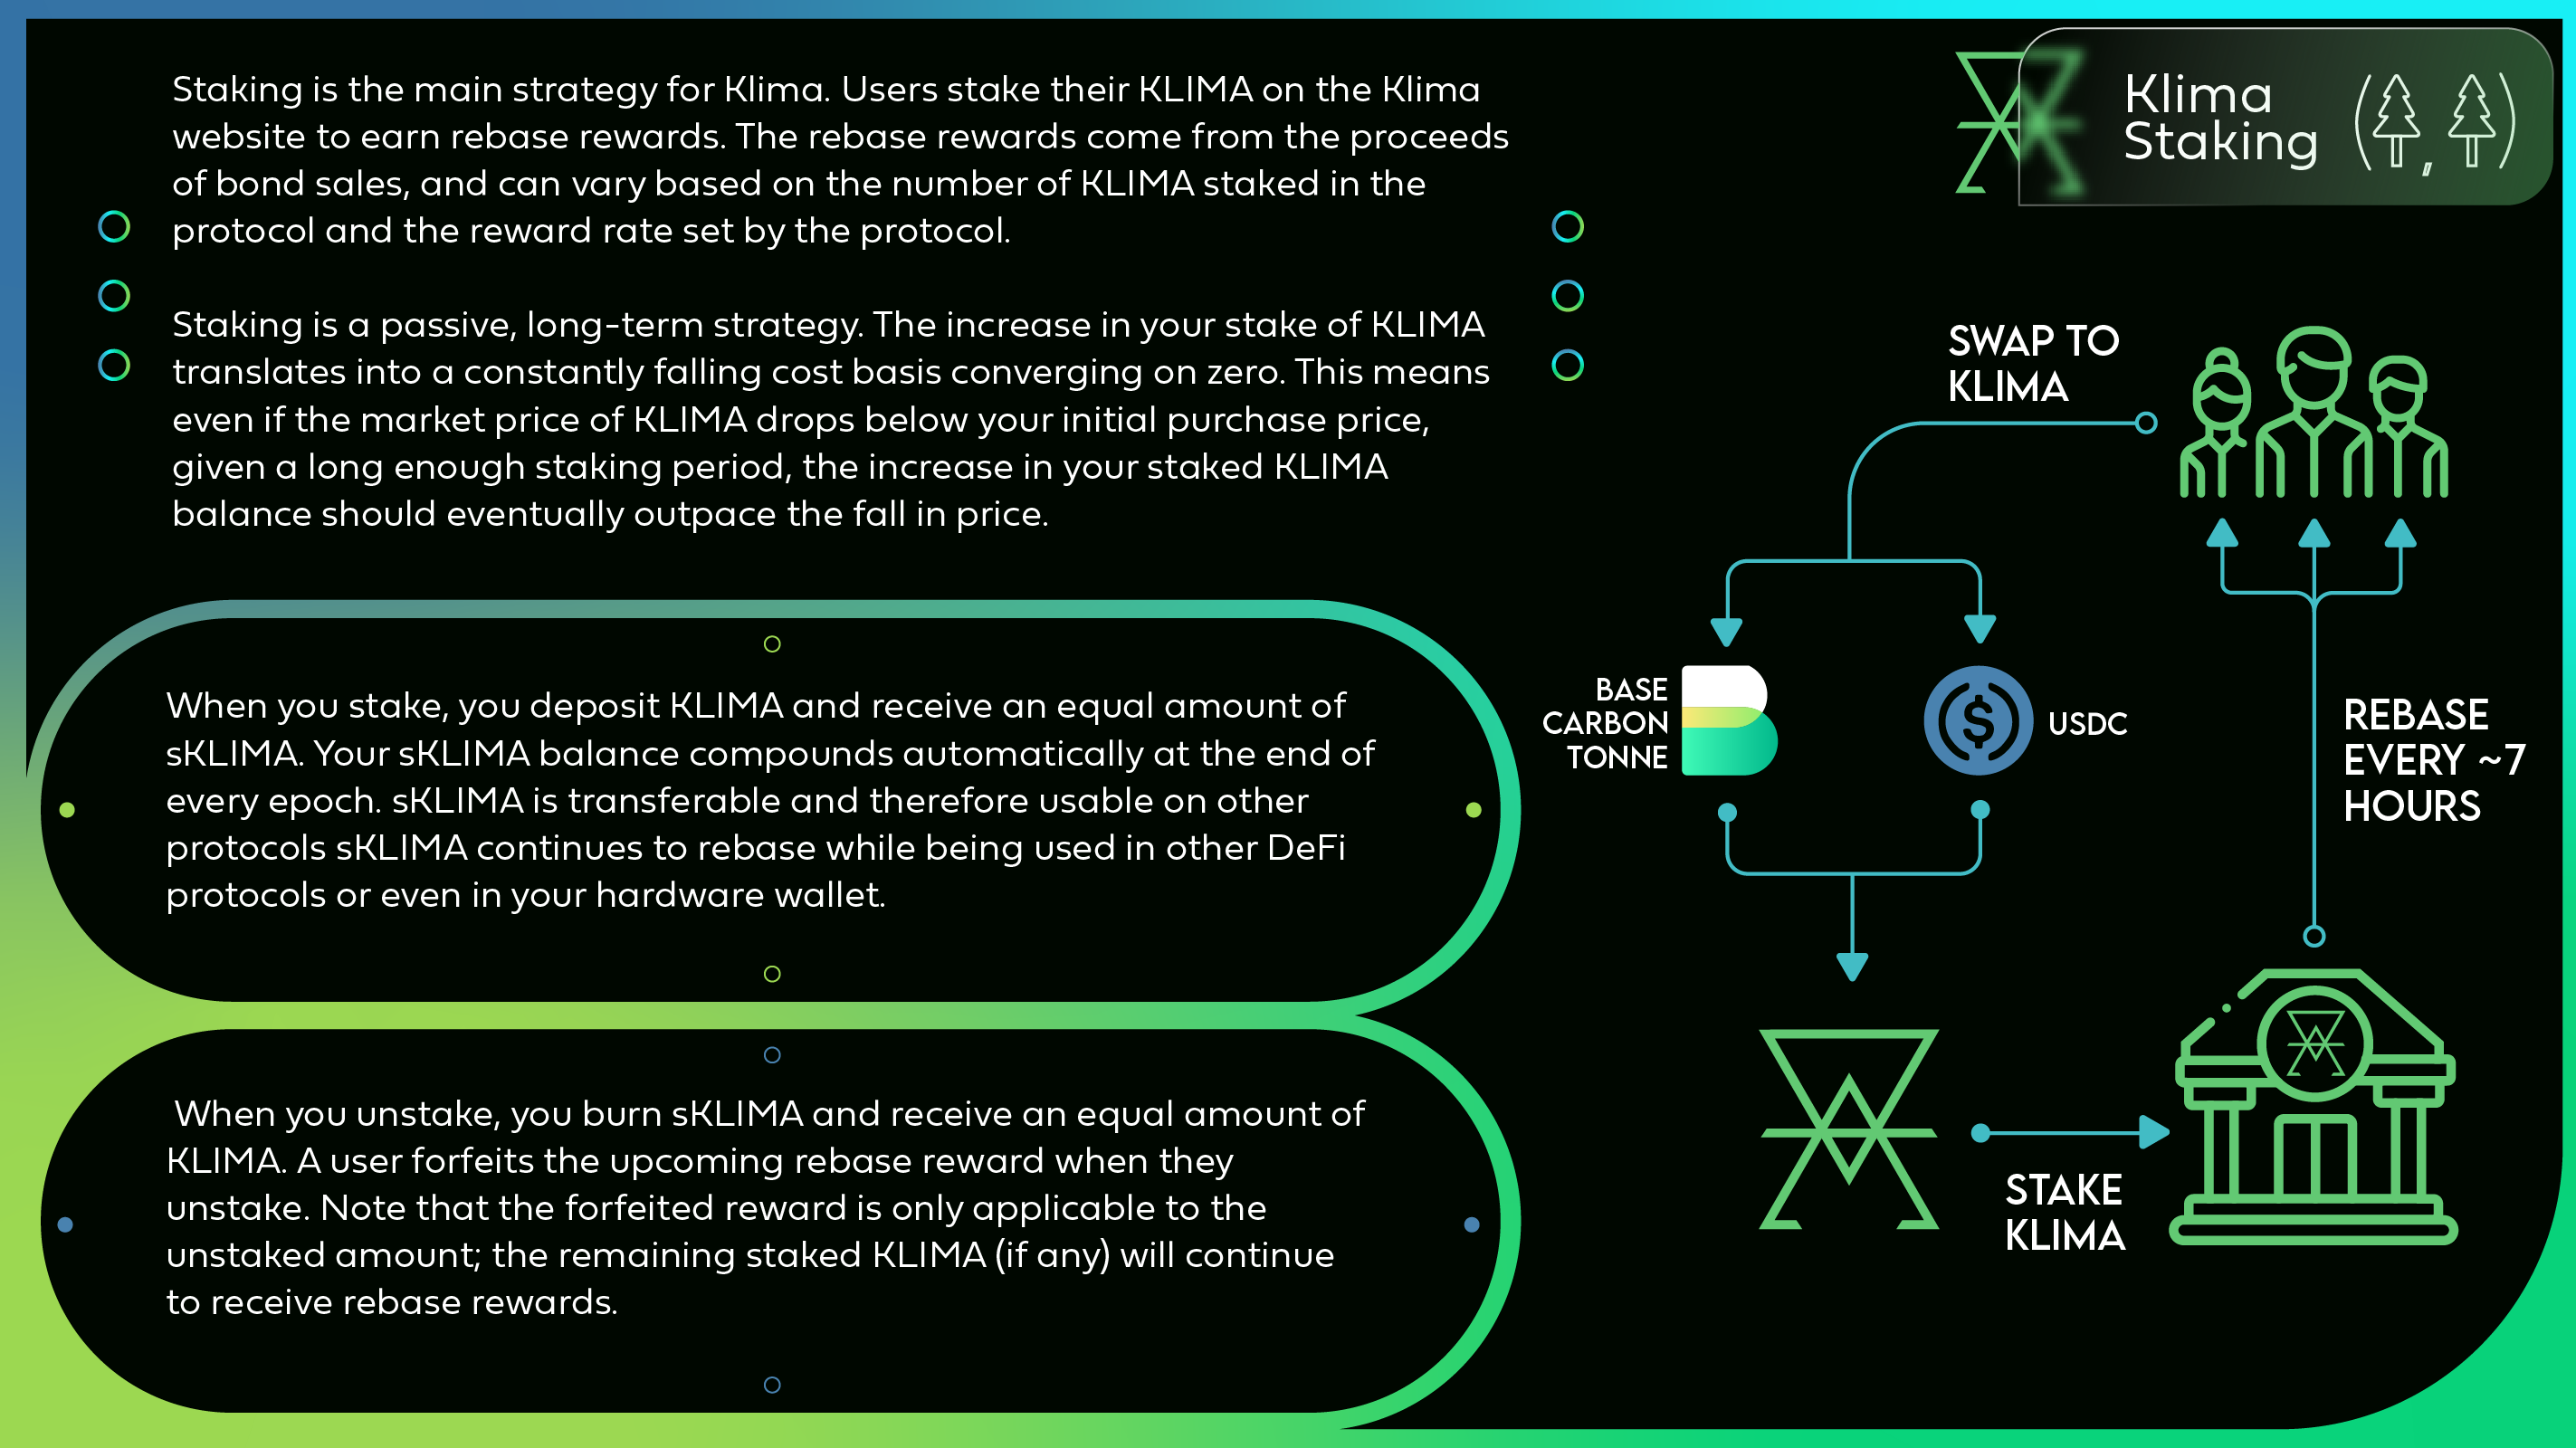 Staking is the main strategy for Klima. Users stake their KLIMA on the Klima
website to earn rebase rewards. The rebase rewards come from the proceeds
of bond sales, and can vary based on the number of KLIMA staked in the
protocol and the reward rate set by the protocol.
Staking is a passive, long-term strategy. The increase in your stake of KLIMA
translates into a constantly falling cost basis converging on zero. This means
even if the market price of KLIMA drops below your initial purchase price,
given a long enough staking period, the increase in your staked KLIMA
balance should eventually outpace the fall in price.
When you stake, you deposit KLIMA and receive an equal amount of
sKLIMA. Your sKLIMA balance compounds automatically at the end of
every epoch. sKLIMA is transferable and therefore usable on other
protocols sKLIMA continues to rebase while being used in other DeFi
protocols or even in your hardware wallet.
When you unstake, you burn sKLIMA and receive an equal amount of
KLIMA. A user forfeits the upcoming rebase reward when they
unstake. Note that the forfeited reward is only applicable to the
unstaked amount; the remaining staked KLIMA (if any) will continue
to receive rebase rewards.
Klima
Staking
SWAP TO
KLIMA
BASE
CARBON
TONNE
USDC
REBASE
EVERY ~7
HOURS
STAKE
KLIMA